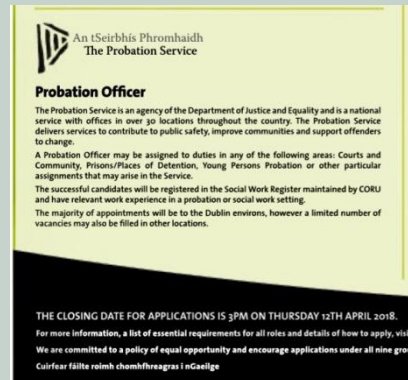 An tSeirbhís Phromhaidh
The Probation Service
Probation Officer
The Probation Service is an agency of the Department of Justice and Equality and is a national
service with offices in over 30 locations throughout the country. The Probation Service
delivers services to contribute to public safety, improve communities and support offenders
to change.
A Probation Officer may be assigned to duties in any of the following areas: Courts and
Community, Prisons/Places of Detention, Young Persons Probation or other particular
assignments that may arise in the Service.
The successful candidates will be registered in the Social Work Register maintained by CORU
and have relevant work experience in a probation or social work setting.
The majority of appointments will be to the Dublin environs, however a limited number of
vacancies may also be filled in other locations.
THE CLOSING DATE FOR APPLICATIONS IS 3PM ON THURSDAY 12TH APRIL 2018.
For more information, a list of essential requirements for all roles and details of how to apply, visi
We are committed to a policy of equal opportunity and encourage applications under all nine gro
Cuirfear fáilte roimh chomhfhreagras i nGaeilge